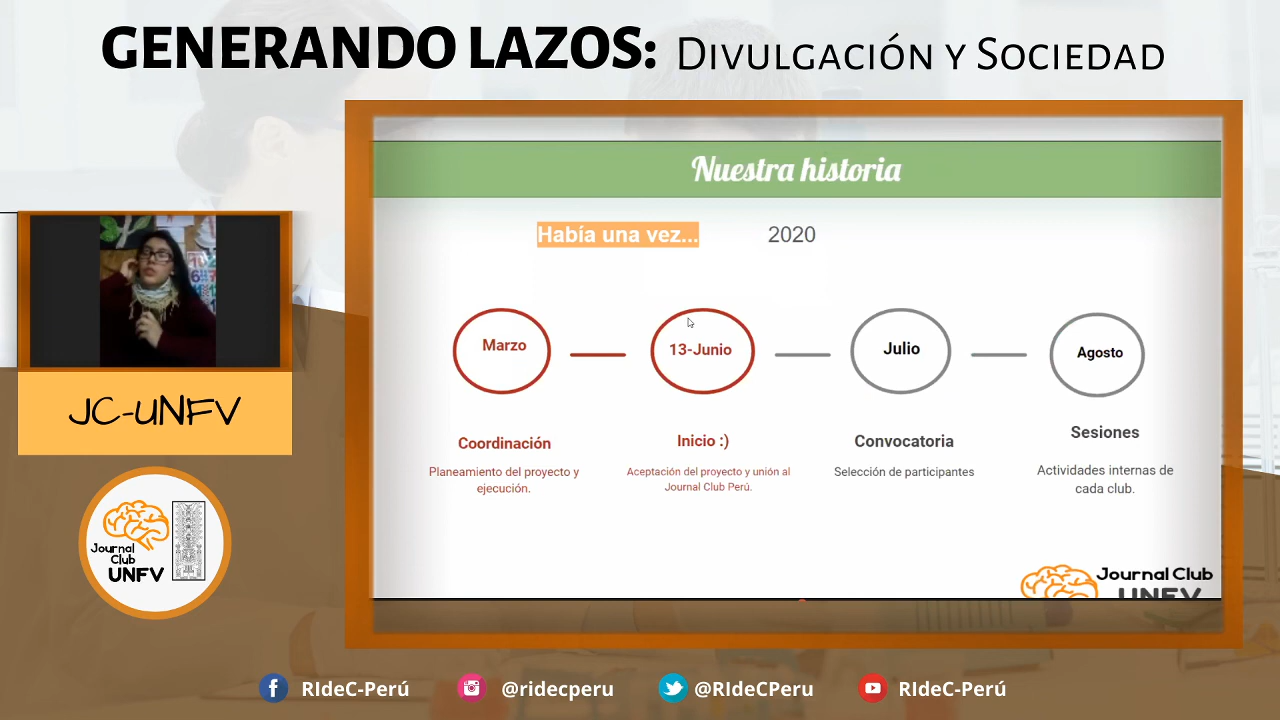 GENERANDO LAZOS: DIVULGACIÓN Y SOCIEDAD
Nuestra historia
Había una vez... 2020
Marzo
13-Junio
Julio
Agosto
Coordinación
Planeamiento del proyecto y
ejecución.
Inicio :)
Aceptación del proyecto y unión al
Journal Club Perú.
Convocatoria
Selección de participantes
Sesiones
Actividades internas de
cada club.
Journal Club
UNFV
JC-UNFV
Journal
Club
UNFV
RIdeC-Perú
@ridecperu
@RIdeCPeru
RIdeC-Perú